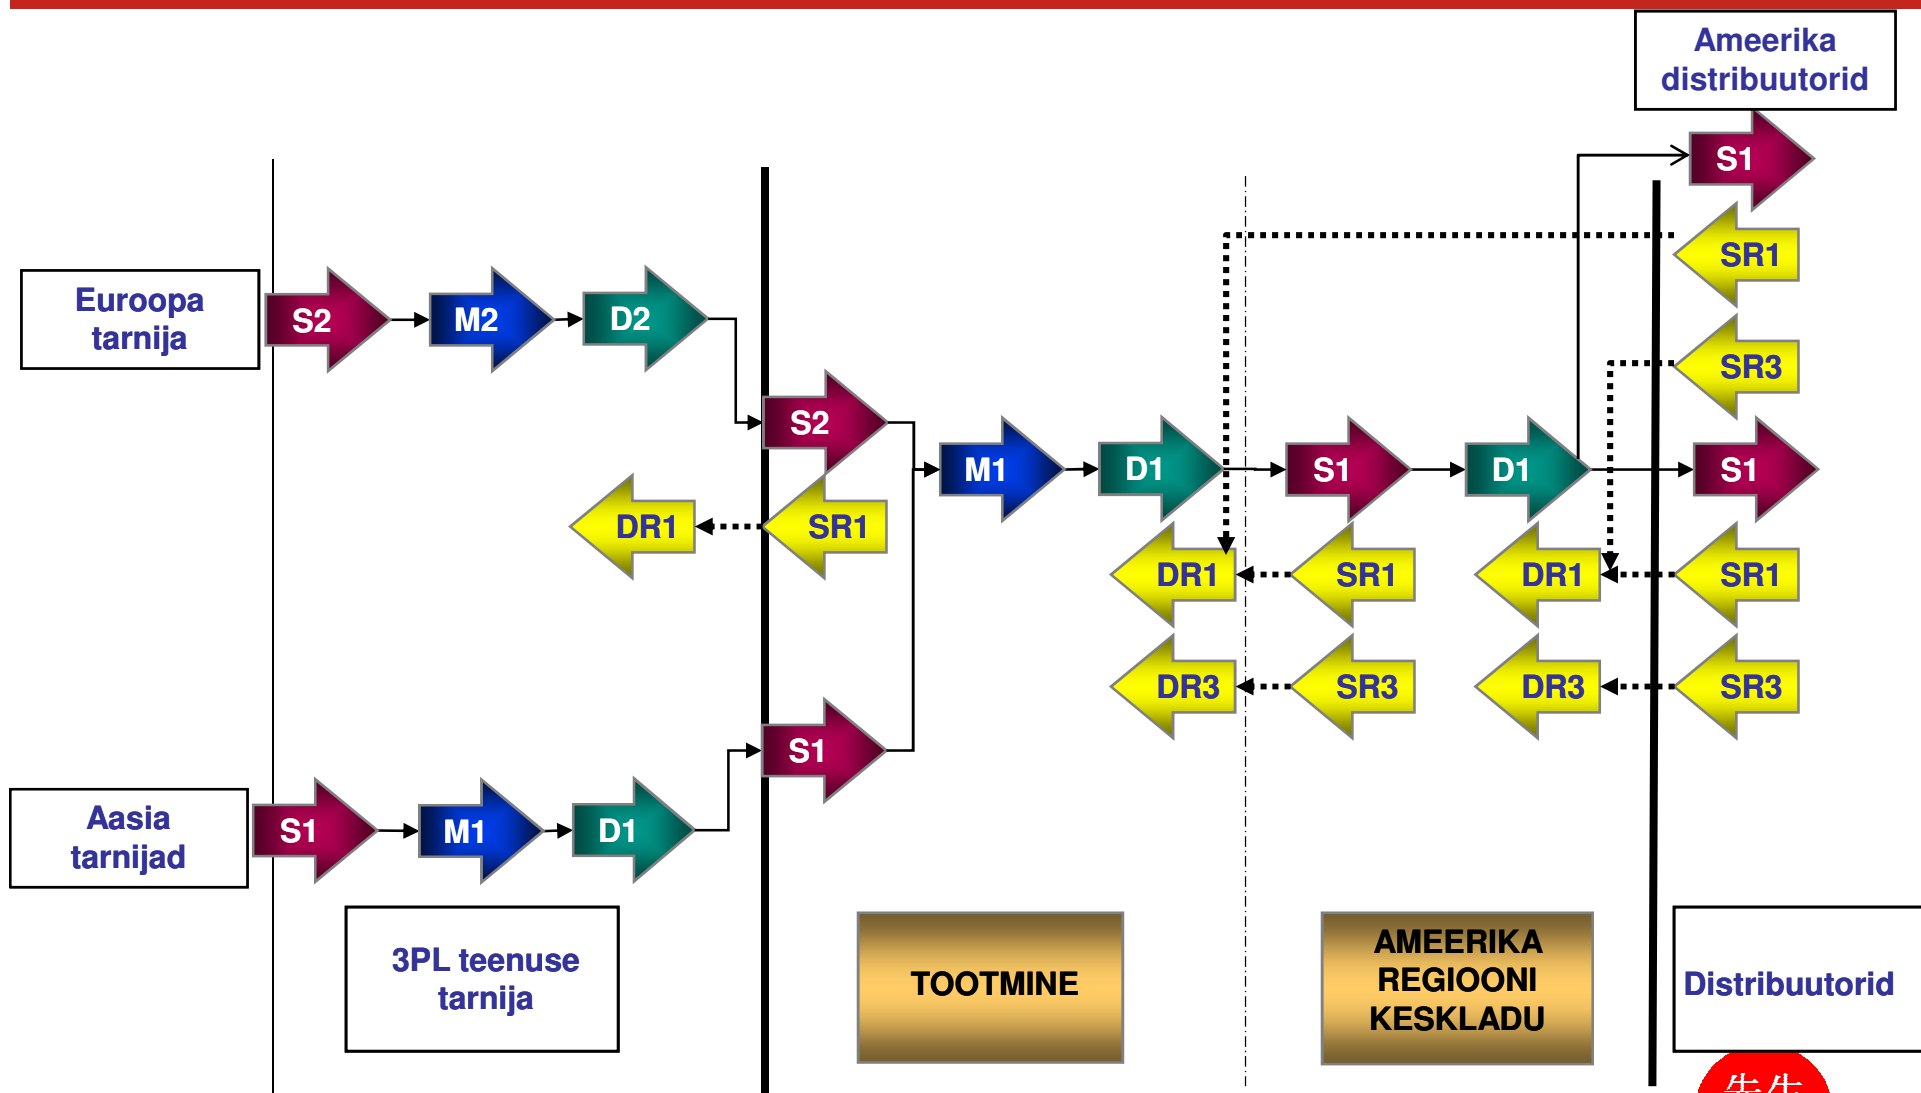 Ameerika
distribuutorid
S1
SR1
Euroopa
tarnija
S2
M2
D2
SR3
S2
M1
D1
S1
D1
S1
DR1
SR1
DR1
SR1
DR1
SR1
DR3
SR3
DR3
SR3
S1
Aasia
tarnijad
S1
M1
D1
3PL teenuse
tarnija
TOOTMINE
AMEERIKA
REGIOONI
KESKLADU
Distribuutorid